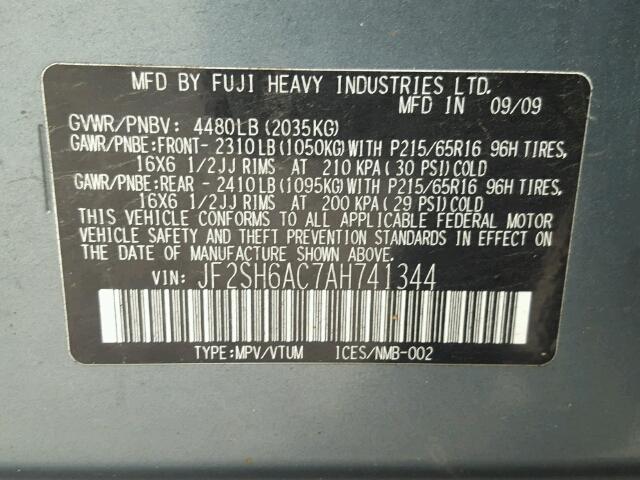 MFD BY FUJI HEAVY INDUSTRIES LTD.
MFD IN 09/09
GVWR/PNBV: 4480LB(2035KG)
GAWR/PNBE:FRONT- 2310LB(1050KG)WITH P215/65R16 96H TIRES,
16X6 1/2JJ RIMS AT 210 KPA(30 PSI)COLD
GAWR/PNBE:REAR - 2410LB(1095KG)WITH P215/65R16 96H TIRES,
16X6 1/2JJ RIMS AT 200 KPA(29 PSI)COLD
THIS VEHICLE CONFORMS TO ALL APPLICABLE FEDERAL MOTOR
VEHICLE SAFETY AND THEFT PREVENTION STANDARDS IN EFFECT ON
THE DATE OF MANUFACTURE SHOWN ABOVE.
VIN: JF2SH6AC7AH741344
TYPE:MPV/VTUM ICES/NMB-002